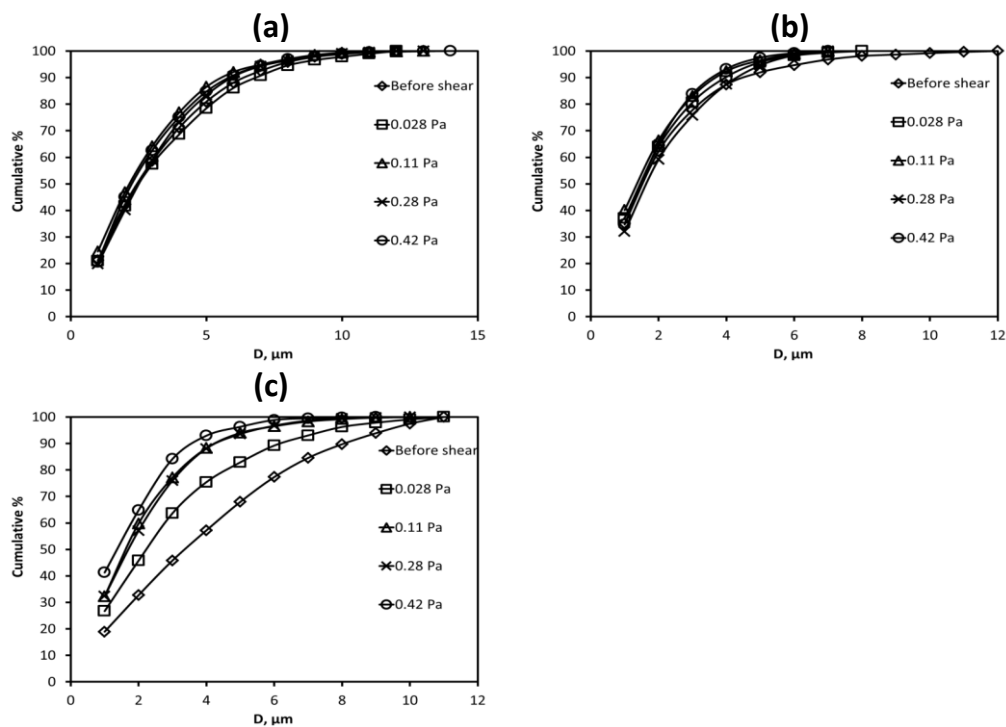 (a)
100
90
80
70
60
50
40
30
20
10
0
Cumulative %
0
5
10
15
D, µm
Before shear
0.028 Pa
0.11 Pa
0.28 Pa
0.42 Pa
(b)
100
90
80
70
60
50
40
30
20
10
0
Cumulative %
0
2
4
6
8
10
12
D, µm
Before shear
0.028 Pa
0.11 Pa
0.28 Pa
0.42 Pa
(c)
100
90
80
70
60
50
40
30
20
10
0
Cumulative %
0
2
4
6
8
10
12
D, µm
Before shear
0.028 Pa
0.11 Pa
0.28 Pa
0.42 Pa